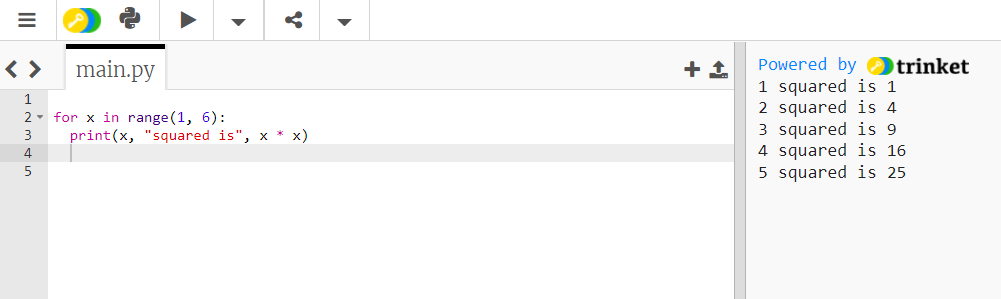 main.py
1
2 for x in range(1, 6):
3 print(x, "squared is", x * x)
4
5
Powered by trinket
1 squared is 1
2 squared is 4
3 squared is 9
4 squared is 16
5 squared is 25